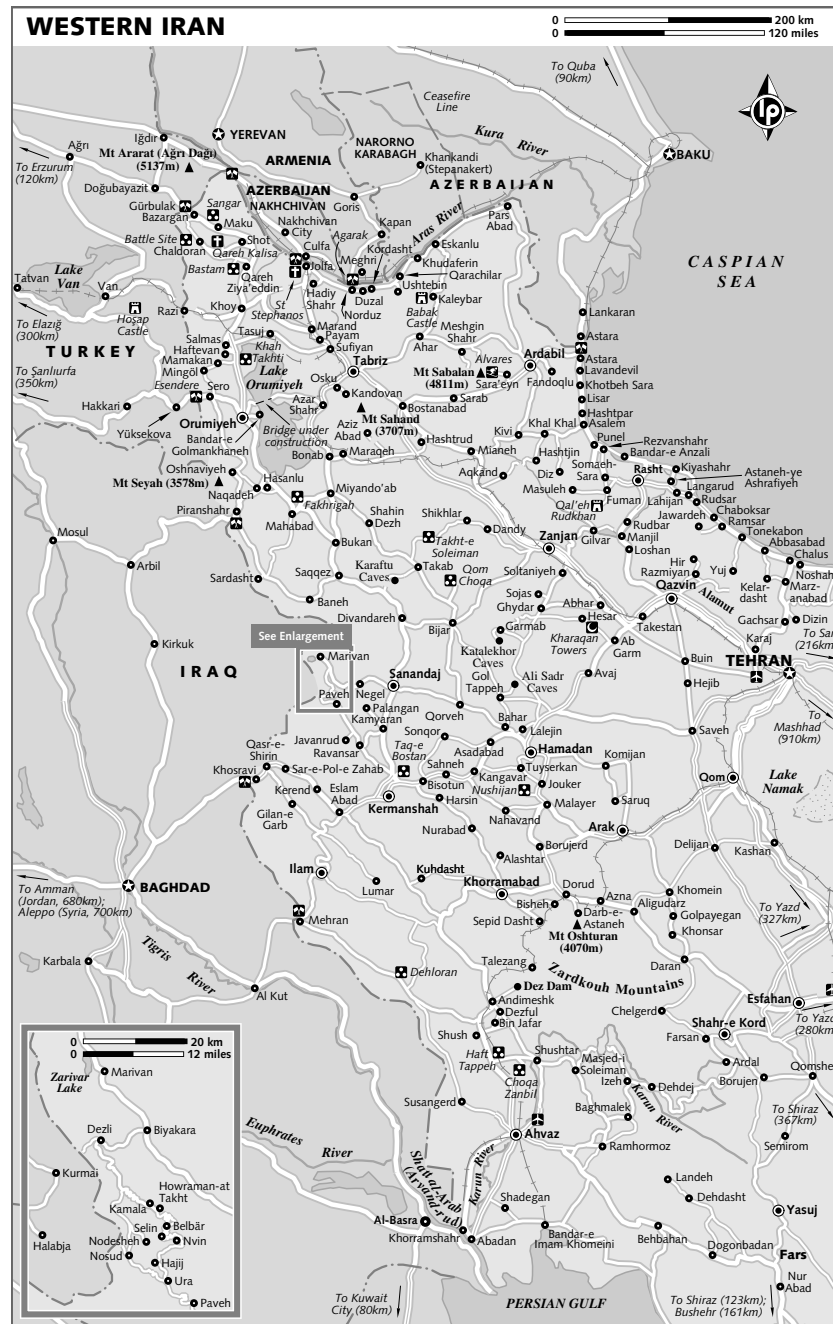 WESTERN IRAN
0 200 km
0 120 miles
To Quba
(90km)
Ceasefire
Line
Kura River
lp
Iğdır
YEREVAN
NARORNO
KARABAGH
BAKU
Ağrı
Mt Ararat (Ağrı Dağı)
(5137m)
ARMENIA
Khankandi
(Stepanakert)
To Erzurum
(120km)
AZERBAIJAN
NAKHCHIVAN
AZERBAIJAN
Doğubayazıt
Goris
Gürbulak
Bazargan
Sangar
Maku
Nakhchivan
City
Agarak
Kapan
Aras River
Pars
Abad
Battle Site
Chaldoran
Shot
Qareh Kalisa
Culfa
Jolfa
Meghri
Kordasht
Eskanlu
Khudaferin
CASPIAN
SEA
Lake
Van
Tatvan
Van
Bastam
Qareh
Ziya'eddin
Hadiy
Shahr
Duzal
Norduz
Qarachilar
Ushtebin
Kaleybar
St
Stephanos
Babak
Castle
Lankaran
Hoşap
Castle
Razi
Khoy
To Elazığ
(300km)
Marand
Payam
Sufiyan
Meshgin
Shahr
Tasuj
Khah
Takhti
Ahar
Astara
Astara
TURKEY
Salmas
Haftevan
Mamakan
Mingöl
Lake
Orumiyeh
Tabriz
Alvares
Ardabil
Lavandevil
Mt Sabalan
(4811m)
Sara'eyn
Fandoqlu
Khotbeh Sara
To Şanlıurfa
(350km)
Esendere
Sero
Osku
Kandovan
Sarab
Lisar
Hakkari
Azar
Shahr
Bostanabad
Hashtpar
Yüksekova
Orumiyeh
Mt Sahand
(3707m)
Khal Khal
Asalem
Bandar-e
Golmankhaneh
Bridge under
construction
Aziz
Abad
Hashtrud
Kivi
Punel
Rezvanshahr
Bandar-e Anzali
Bonab
Maraqeh
Mianeh
Hashtjin
Oshnaviyeh
Mt Seyah (3578m)
Hasanlu
Aqkand
Diz
Somaeh-
Sara
Rasht
Kiyashahr
Astaneh-ye
Ashrafiyeh
Naqadeh
Fakhrigah
Miyando'ab
Masuleh
Fuman
Langarud
Lahijan
Rudsar
Piranshahr
Mahabad
Shahin
Dezh
Shikhlar
Qal'eh
Rudkhan
Chaboksar
Jawardeh
Ramsar
Mosul
Bukan
Takht-e
Soleiman
Dandy
Zanjan
Gilvar
Rudbar
Manjil
Loshan
Tonekabon
Abbasabad
Chalus
Arbil
Sardasht
Saqqez
Karaftu
Caves
Takab
Qom
Choqa
Soltaniyeh
Hir
Razmiyan
Yuj
Noshahr
Kelar-
dasht
Marz-
anabad
Baneh
Sojas
Ghydar
Abhar
Qazvin
Alamut
Divandareh
Bijar
Garmab
Hesar
Takestan
Gachsar
Dizin
Kirkuk
See Enlargement
Kharaqan
Towers
Ab
Garm
Karaj
To Sari
(216km)
IRAQ
Marivan
Katalekhor
Caves
Buin
TEHRAN
Sanandaj
Gol
Tappeh
Ali Sadr
Caves
Avaj
Hejib
Paveh
Negel
Palangan
Kamyaran
Qorveh
Bahar
Lalejin
Saveh
To
Mashhad
(910km)
Javanrud
Ravansar
Sonqor
Asadabad
Hamadan
Qasr-e-
Shirin
Taq-e
Bostan
Komijan
Khosravi
Sar-e-Pol-e Zahab
Sahneh
Kangavar
Tuyserkan
Qom
Lake
Namak
Kerend
Eslam
Abad
Bisotun
Nushijan
Jouker
Harsin
Malayer
Saruq
Gilan-e
Garb
Kermanshah
Nahavand
Nurabad
Arak
Delijan
Kashan
Alashtar
Borujerd
Ilam
Kuhdasht
BAGHDAD
Lumar
Khorramabad
Dorud
Azna
Khomein
To Amman
(Jordan, 680km);
Aleppo (Syria, 700km)
Bisheh
Darb-e-
Astaneh
Aligudarz
Golpayegan
To Yazd
(327km)
Mehran
Sepid Dasht
Mt Oshturan
(4070m)
Khonsar
Tigris
River
Karbala
Dehloran
Talezang
Zardkouh Mountains
Daran
Al Kut
Dez Dam
Andimeshk
Dezful
Bin Jafar
Chelgerd
Esfahan
Shahr-e Kord
To Yazd
(280km)
Shush
Farsan
0 20 km
0 12 miles
Haft
Tappeh
Shushtar
Masjed-i
Soleiman
Ardal
Zarivar
Lake
Marivan
Choqa
Zanbil
Izeh
Dehdej
Borujen
Qomsheh
Susangerd
Baghmalek
Karun River
To Shiraz
(367km)
Euphrates
River
Dezli
Biyakara
Ahvaz
Semirom
Ramhormoz
Kurmai
Howraman-at
Takht
Shatt al-Arab
(Arvand-rud)
Karun River
Landeh
Kamala
Shadegan
Dehdasht
Selin
Belbār
Al-Basra
Yasuj
Halabja
Nodesheh
Nvin
Khorramshahr
Abadan
Bandar-e
Imam Khomeini
Behbahan
Nosud
Hajij
Dogonbadan
Fars
Ura
Nur
Abad
Paveh
To Kuwait
City (80km)
PERSIAN GULF
To Shiraz (123km);
Bushehr (161km)